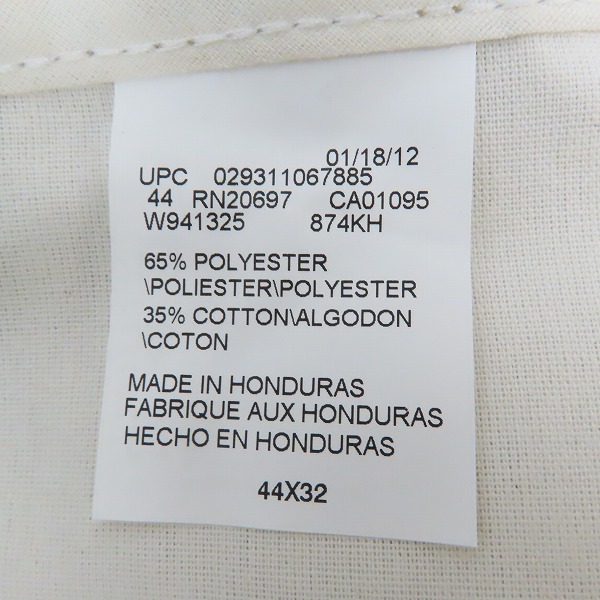 01/18/12
UPC 029311067885
44 RN20697 CA01095
W941325 874KH
65% POLYESTER
\POLIESTER\POLYESTER
35% COTTON\ALGODON
\COTON
MADE IN HONDURAS
FABRIQUE AUX HONDURAS
HECHO EN HONDURAS
44X32